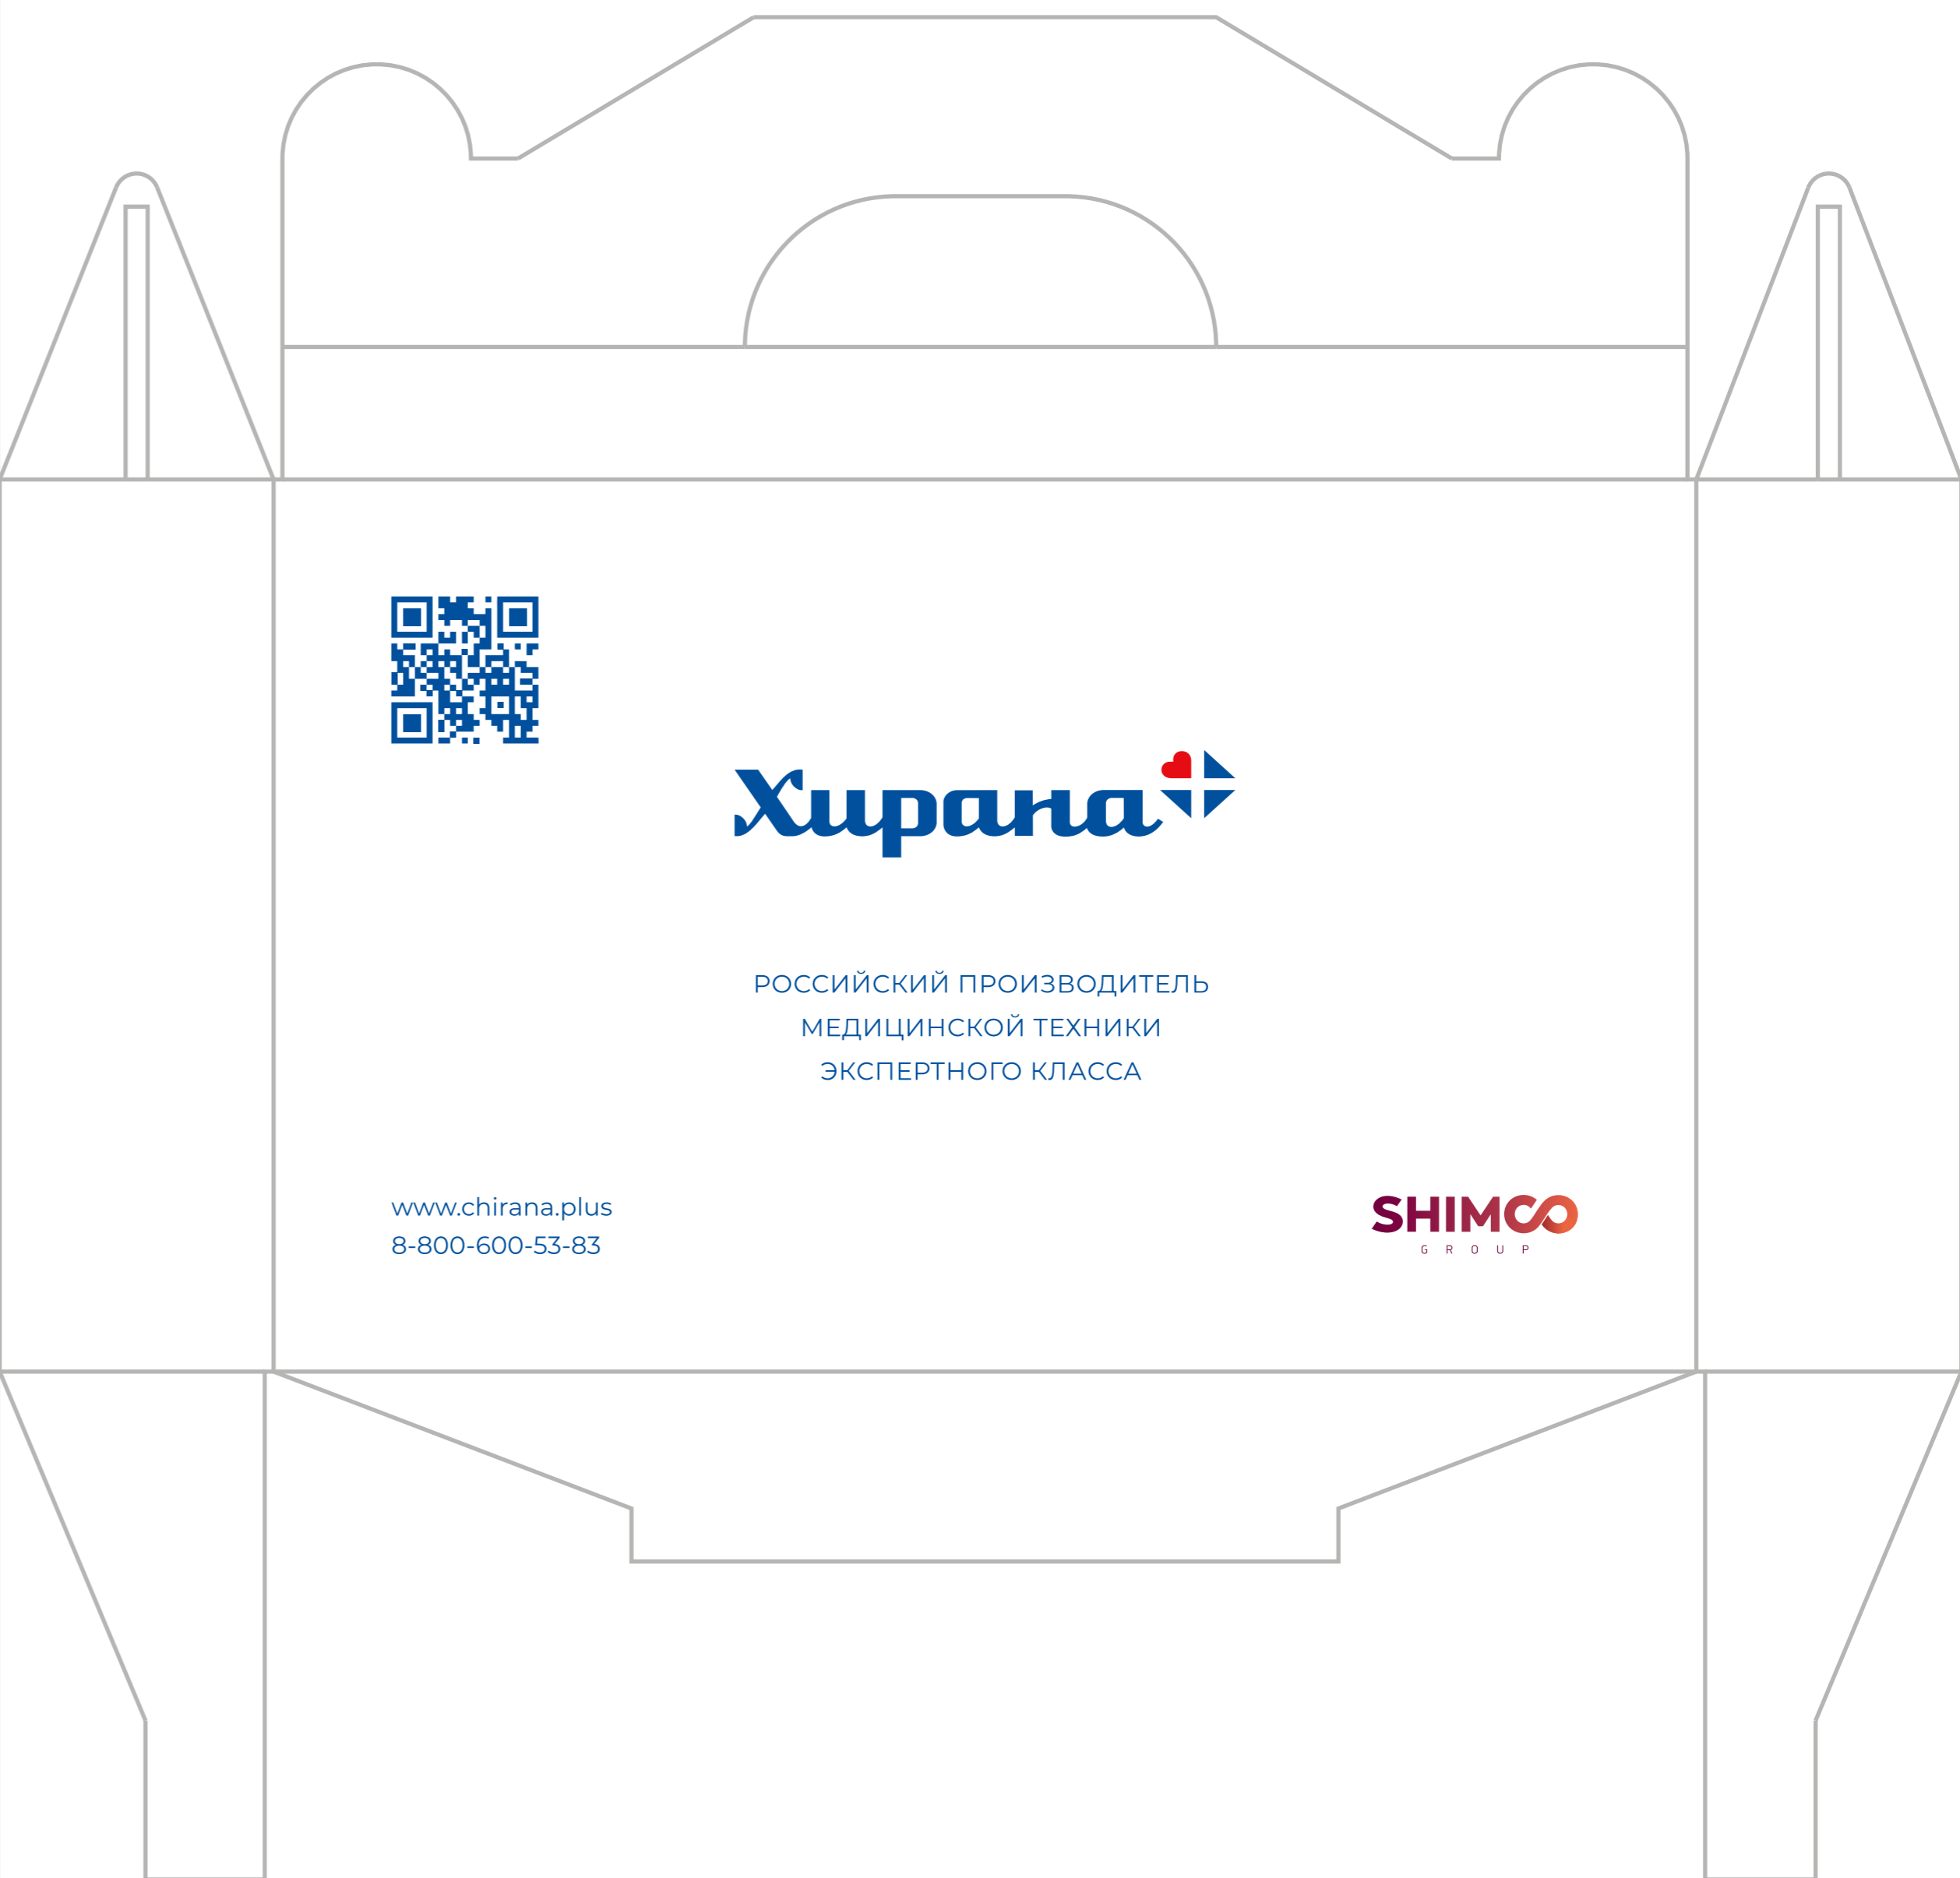 Хирана
РОССИЙСКИЙ ПРОИЗВОДИТЕЛЬ
МЕДИЦИНСКОЙ ТЕХНИКИ
ЭКСПЕРТНОГО КЛАССА
www.chirana.plus
8-800-600-53-83
SHIMCO
GROUP